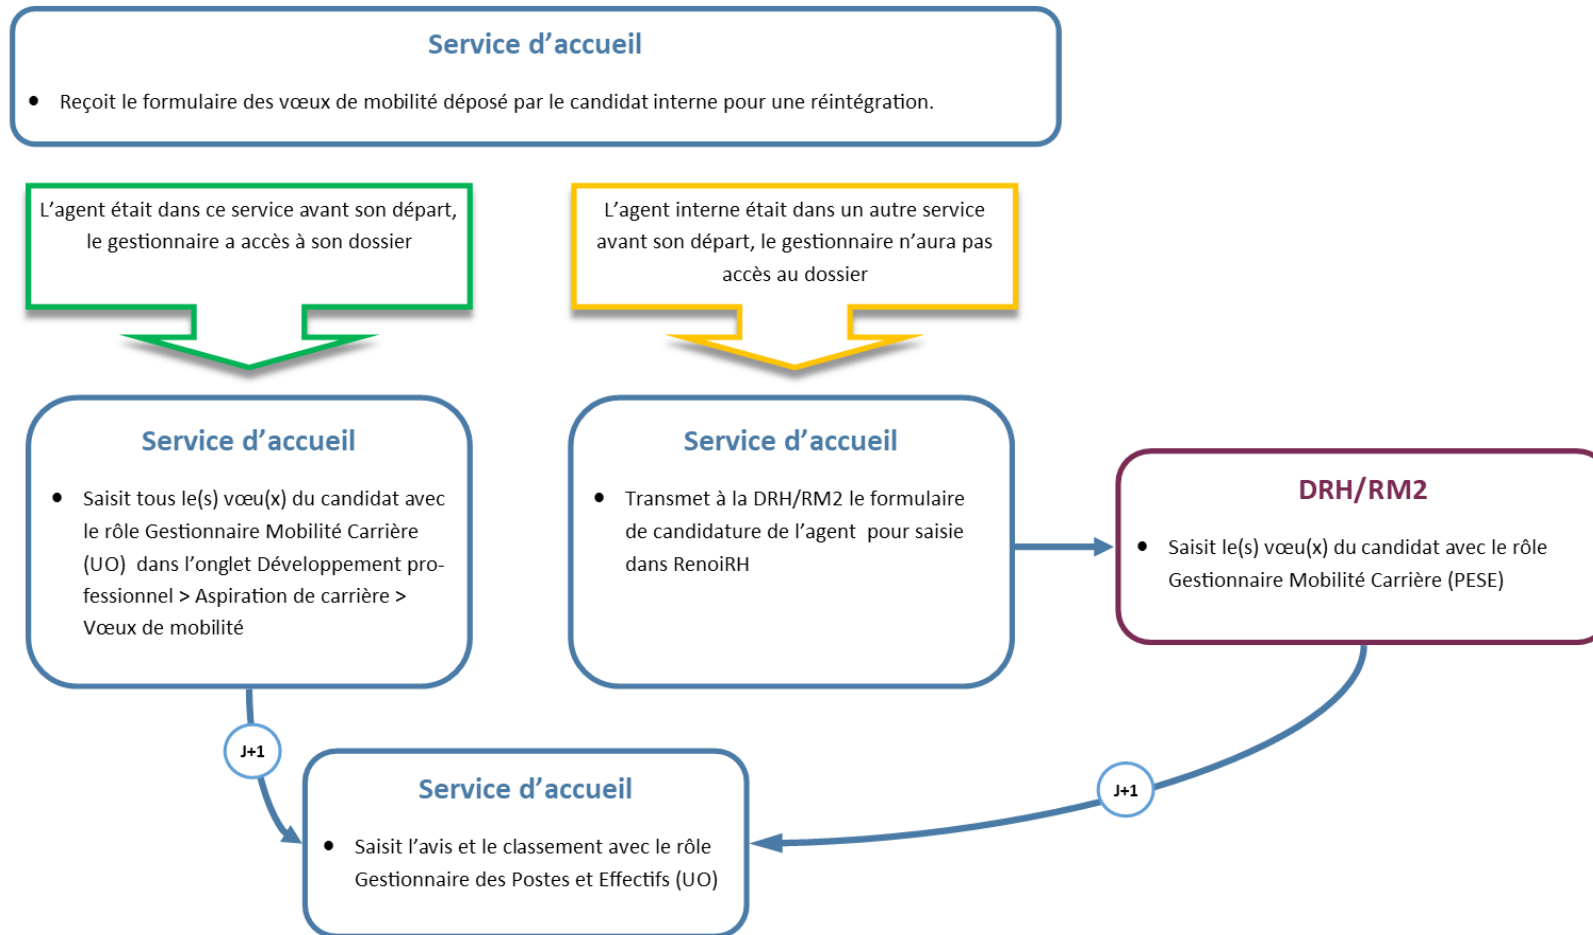 Service d’accueil
• Reçoit le formulaire des vœux de mobilité déposé par le candidat interne pour une réintégration.
L’agent était dans ce service avant son départ,
le gestionnaire a accès à son dossier
L’agent interne était dans un autre service
avant son départ, le gestionnaire n’aura pas
accès au dossier
Service d’accueil
• Saisit tous le(s) vœu(x) du candidat avec
le rôle Gestionnaire Mobilité Carrière
(UO) dans l’onglet Développement pro-
fessionnel > Aspiration de carrière >
Vœux de mobilité
Service d’accueil
• Transmet à la DRH/RM2 le formulaire
de candidature de l’agent pour saisie
dans RenoiRH
DRH/RM2
• Saisit le(s) vœu(x) du candidat avec le rôle
Gestionnaire Mobilité Carrière (PESE)
J+1
J+1
Service d’accueil
• Saisit l’avis et le classement avec le rôle
Gestionnaire des Postes et Effectifs (UO)